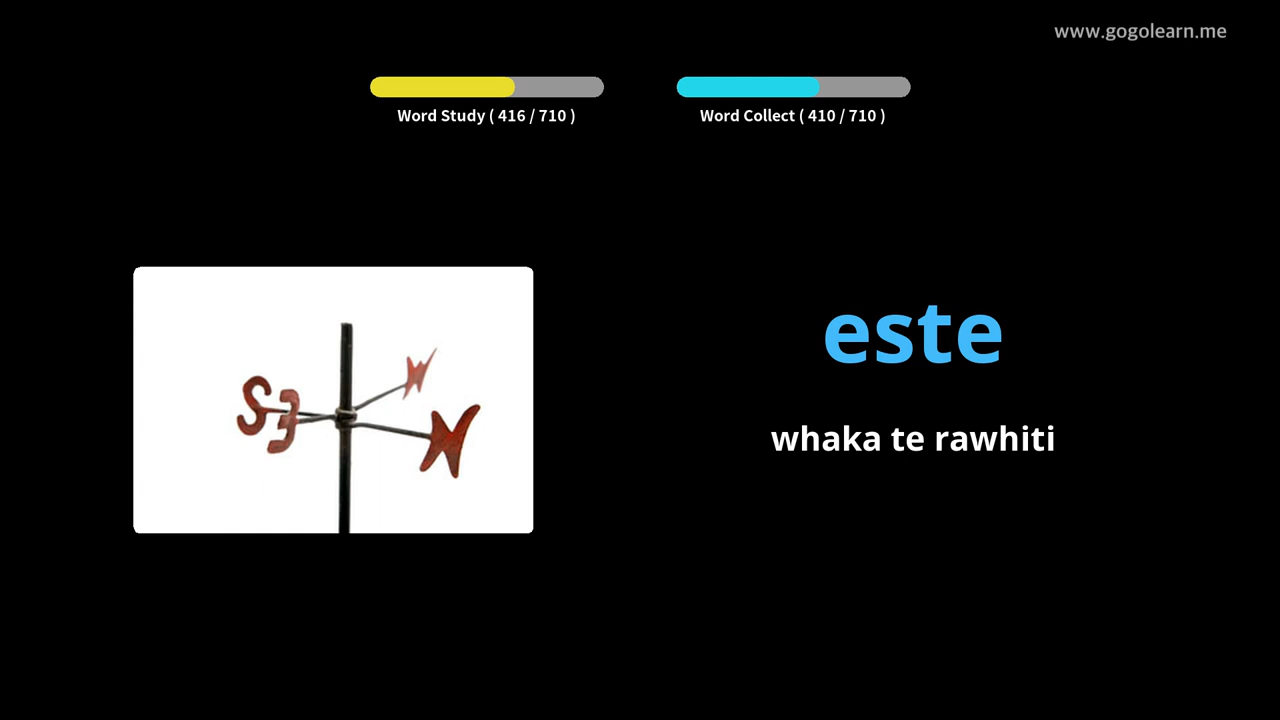 www.gogolearn.me
Word Study ( 416 / 710 )
Word Collect ( 410 / 710 )
este
whaka te rawhiti
S
E
N